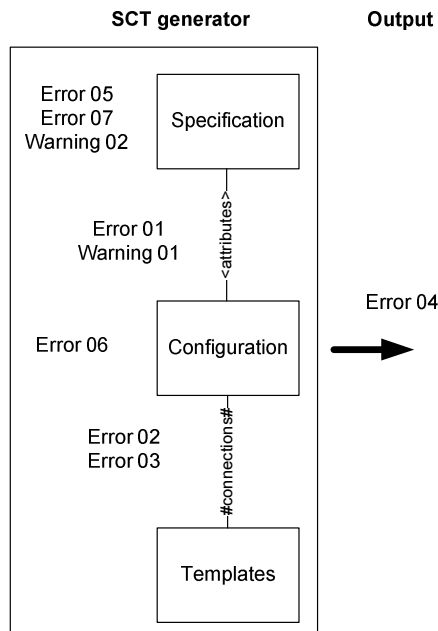 SCT generator
Output
Error 05
Error 07
Warning 02
Specification
Error 01
Warning 01
<attributes>
Error 04
Error 06
Configuration
Error 02
Error 03
#connections#
Templates